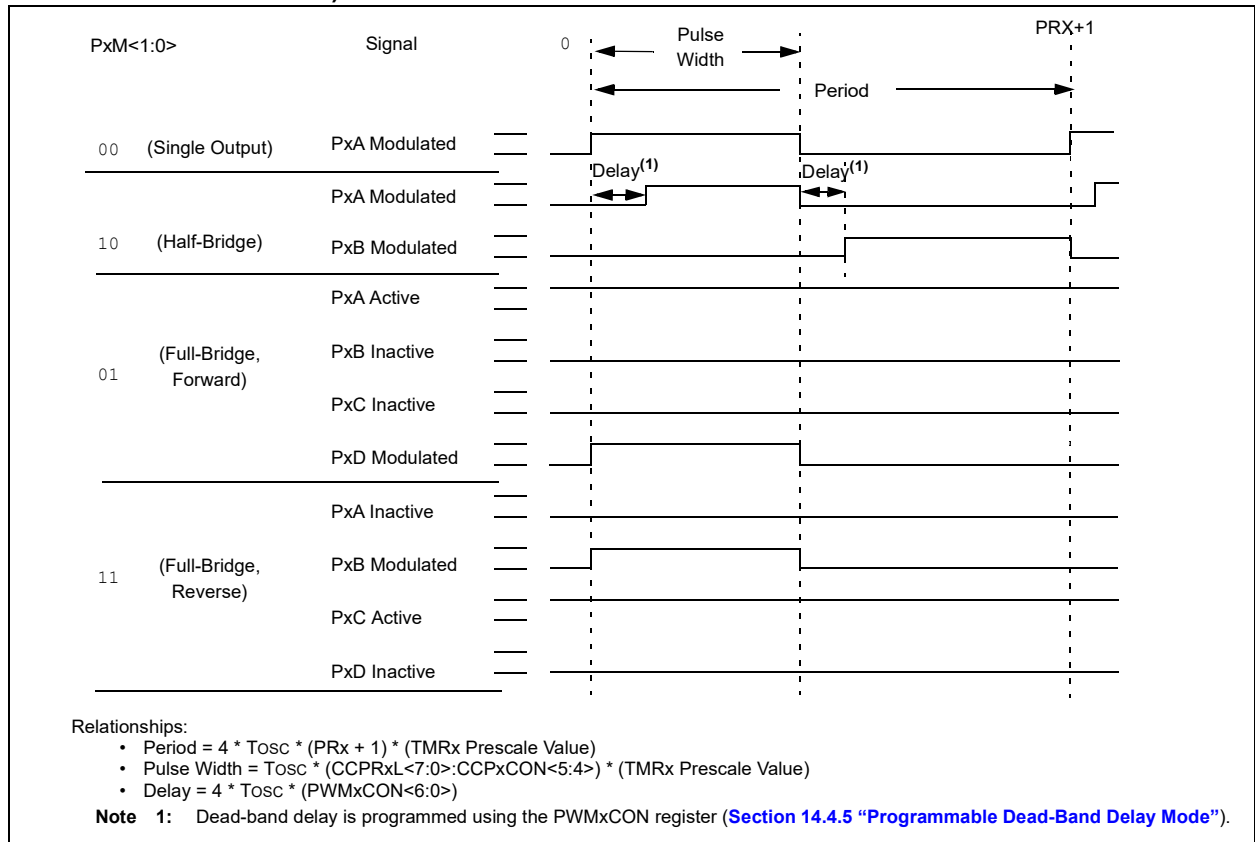 PxM<1:0>
Signal
0
Pulse
Width
PRX+1
Period
00 (Single Output) PxA Modulated
Delay(1) Delay(1)
PxA Modulated
10 (Half-Bridge) PxB Modulated
PxA Active
(Full-Bridge, PxB Inactive
01 Forward)
PxC Inactive
PxD Modulated
PxA Inactive
(Full-Bridge, PxB Modulated
11 Reverse)
PxC Active
PxD Inactive
Relationships:
• Period = 4 * TOSC * (PRx + 1) * (TMRx Prescale Value)
• Pulse Width = TOSC * (CCPRxL<7:0>:CCPxCON<5:4>) * (TMRx Prescale Value)
• Delay = 4 * TOSC * (PWMxCON<6:0>)
Note 1: Dead-band delay is programmed using the PWMxCON register (Section 14.4.5 “Programmable Dead-Band Delay Mode”).